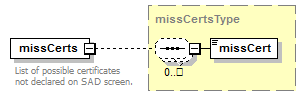 missCertsType
missCerts
missCert
0..
List of possible certificates
not declared on SAD screen.